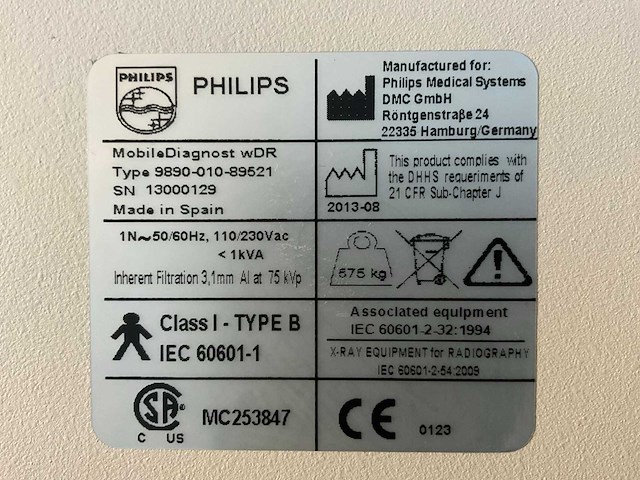 PHILIPS
PHILIPS
Manufactured for:
Philips Medical Systems
DMC GmbH
Röntgenstraße 24
22335 Hamburg/Germany
MobileDiagnost wDR
Type 9890-010-89521
SN 13000129
Made in Spain
2013-08
This product complies with
the DHHS requeriments of
21 CFR Sub-Chapter J
1N~50/60Hz, 110/230Vac
< 1kVA
Inherent Filtration 3,1mm Al at 75 kVp
575 kg
!
Class I - TYPE B
IEC 60601-1
Associated equipment
IEC 60601-2-32:1994
X-RAY EQUIPMENT for RADIOGRAPHY
IEC 60601-2-54:2009
SA ®
C US
MC253847
CE 0123